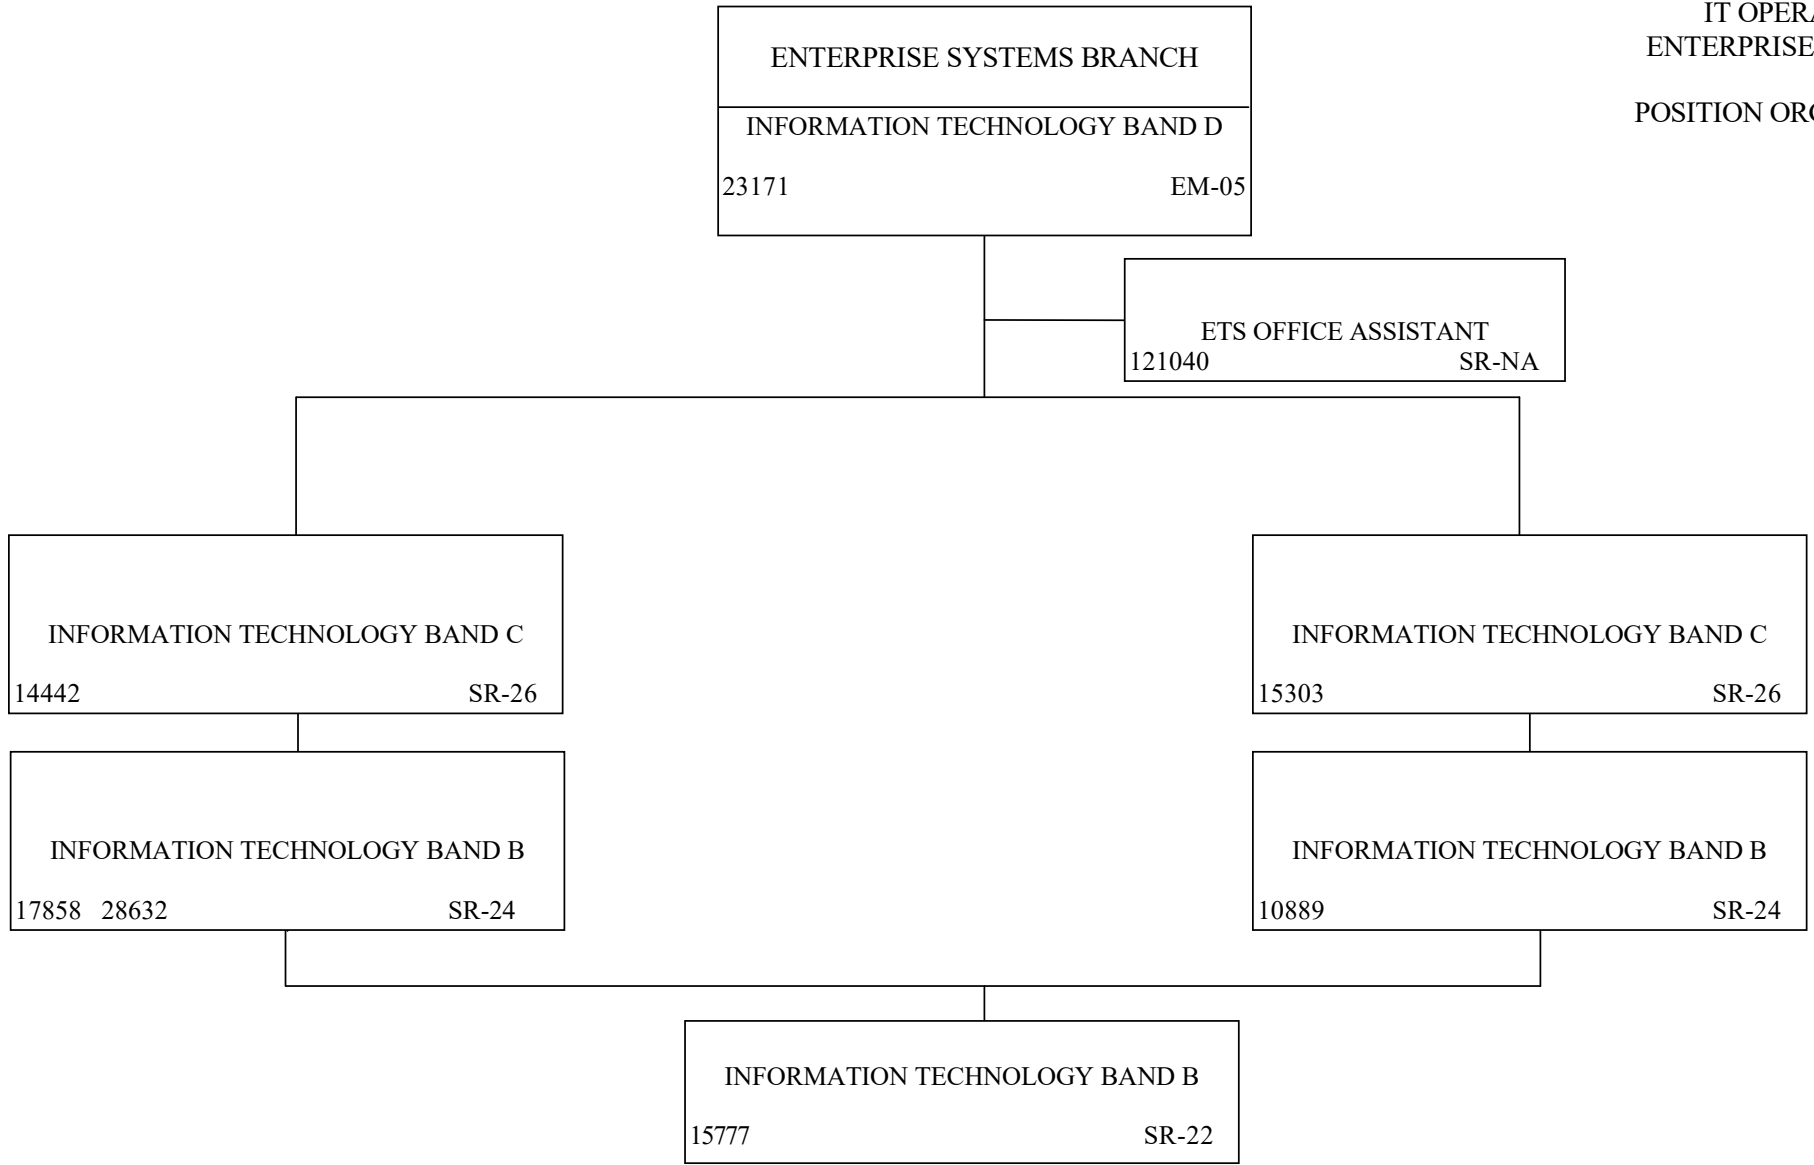 IT OPERA
ENTERPRISE
POSITION ORG
ENTERPRISE SYSTEMS BRANCH
INFORMATION TECHNOLOGY BAND D
23171 EM-05
ETS OFFICE ASSISTANT
121040 SR-NA
INFORMATION TECHNOLOGY BAND C
14442 SR-26
INFORMATION TECHNOLOGY BAND C
15303 SR-26
INFORMATION TECHNOLOGY BAND B
17858 28632 SR-24
INFORMATION TECHNOLOGY BAND B
10889 SR-24
INFORMATION TECHNOLOGY BAND B
15777 SR-22